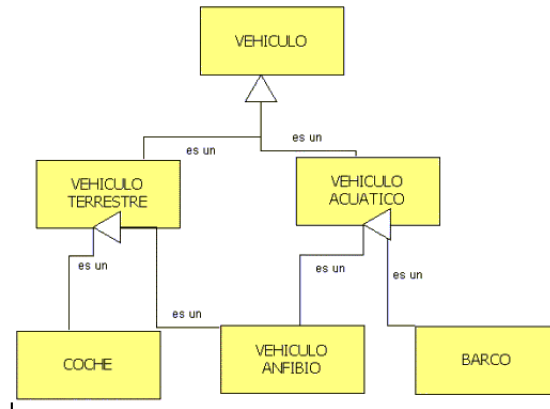 VEHICULO
es un
es un
VEHICULO
TERRESTRE
VEHICULO
ACUATICO
es un
es un
es un
es un
COCHE
VEHICULO
ANFIBIO
BARCO